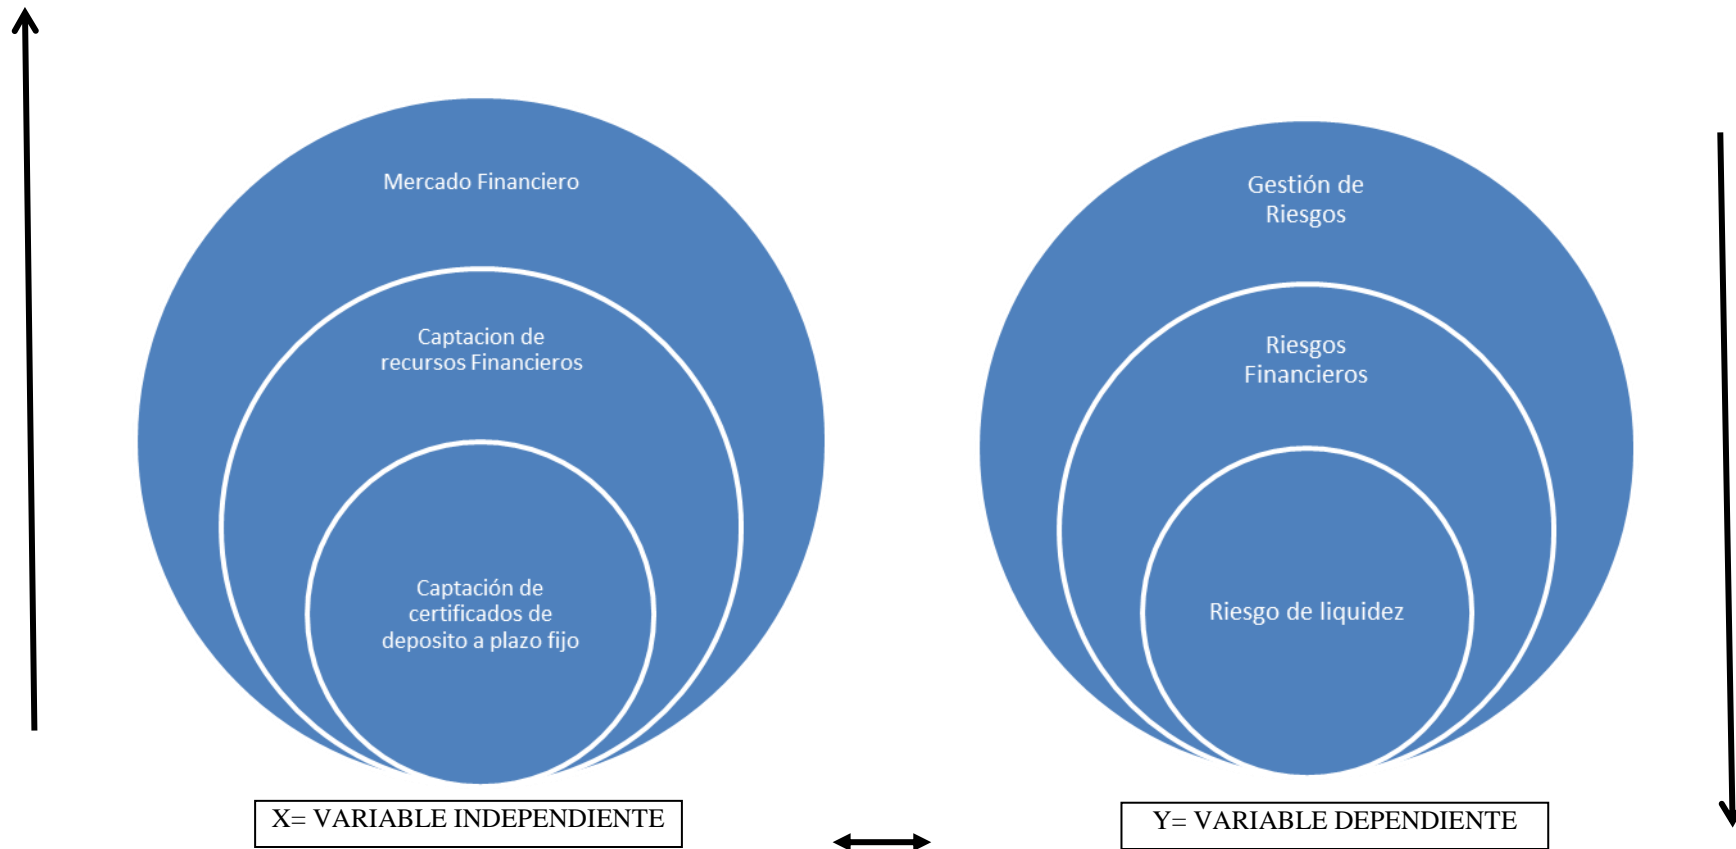 Mercado Financiero
Captacion de
recursos Financieros
Captación de
certificados de
deposito a plazo fijo
X= VARIABLE INDEPENDIENTE
Gestión de
Riesgos
Riesgos
Financieros
Riesgo de liquidez
Y= VARIABLE DEPENDIENTE